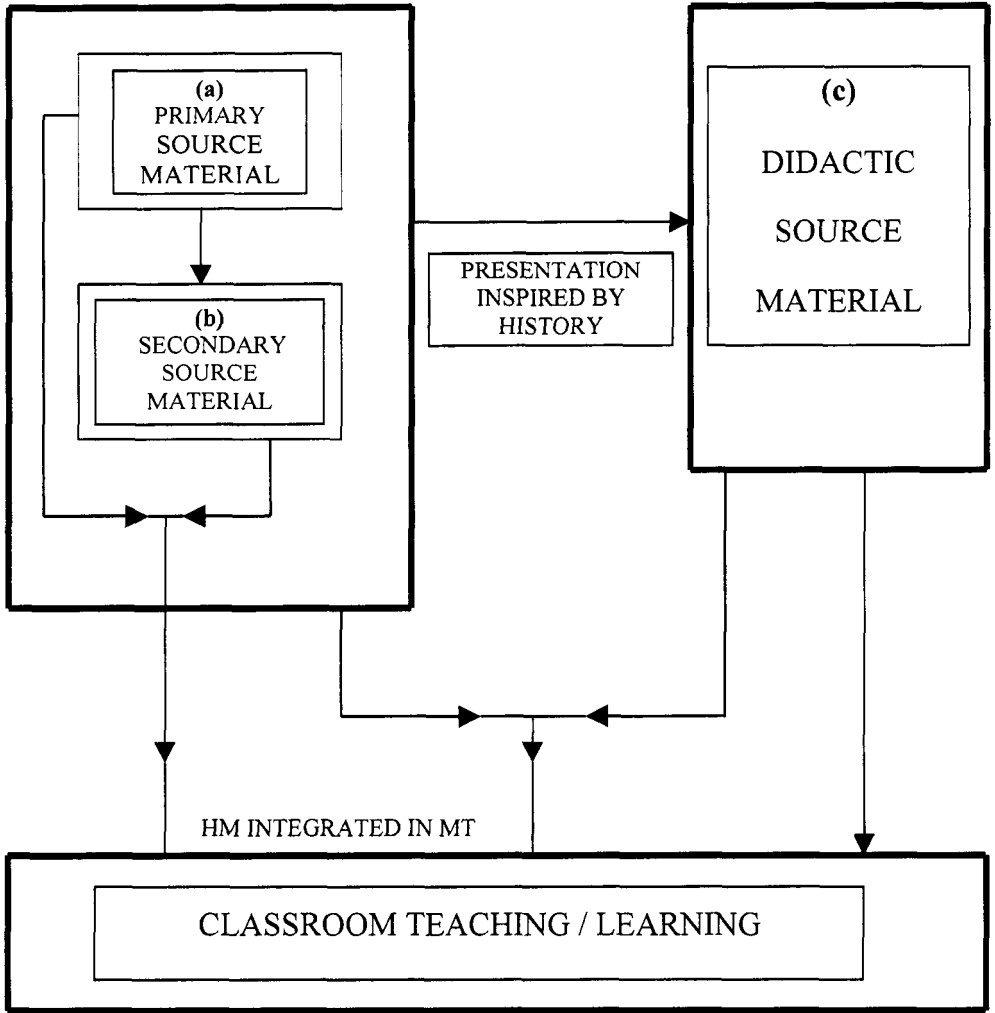 (a)
PRIMARY
SOURCE
MATERIAL
(b)
SECONDARY
SOURCE
MATERIAL
PRESENTATION
INSPIRED BY
HISTORY
(c)
DIDACTIC
SOURCE
MATERIAL
HM INTEGRATED IN MT
CLASSROOM TEACHING / LEARNING